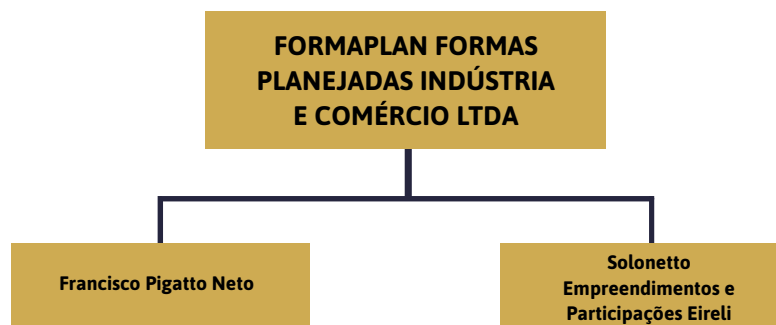 FORMAPLAN FORMAS
PLANEJADAS INDÚSTRIA
E COMÉRCIO LTDA
Francisco Pigatto Neto
Solonetto
Empreendimentos e
Participações Eireli